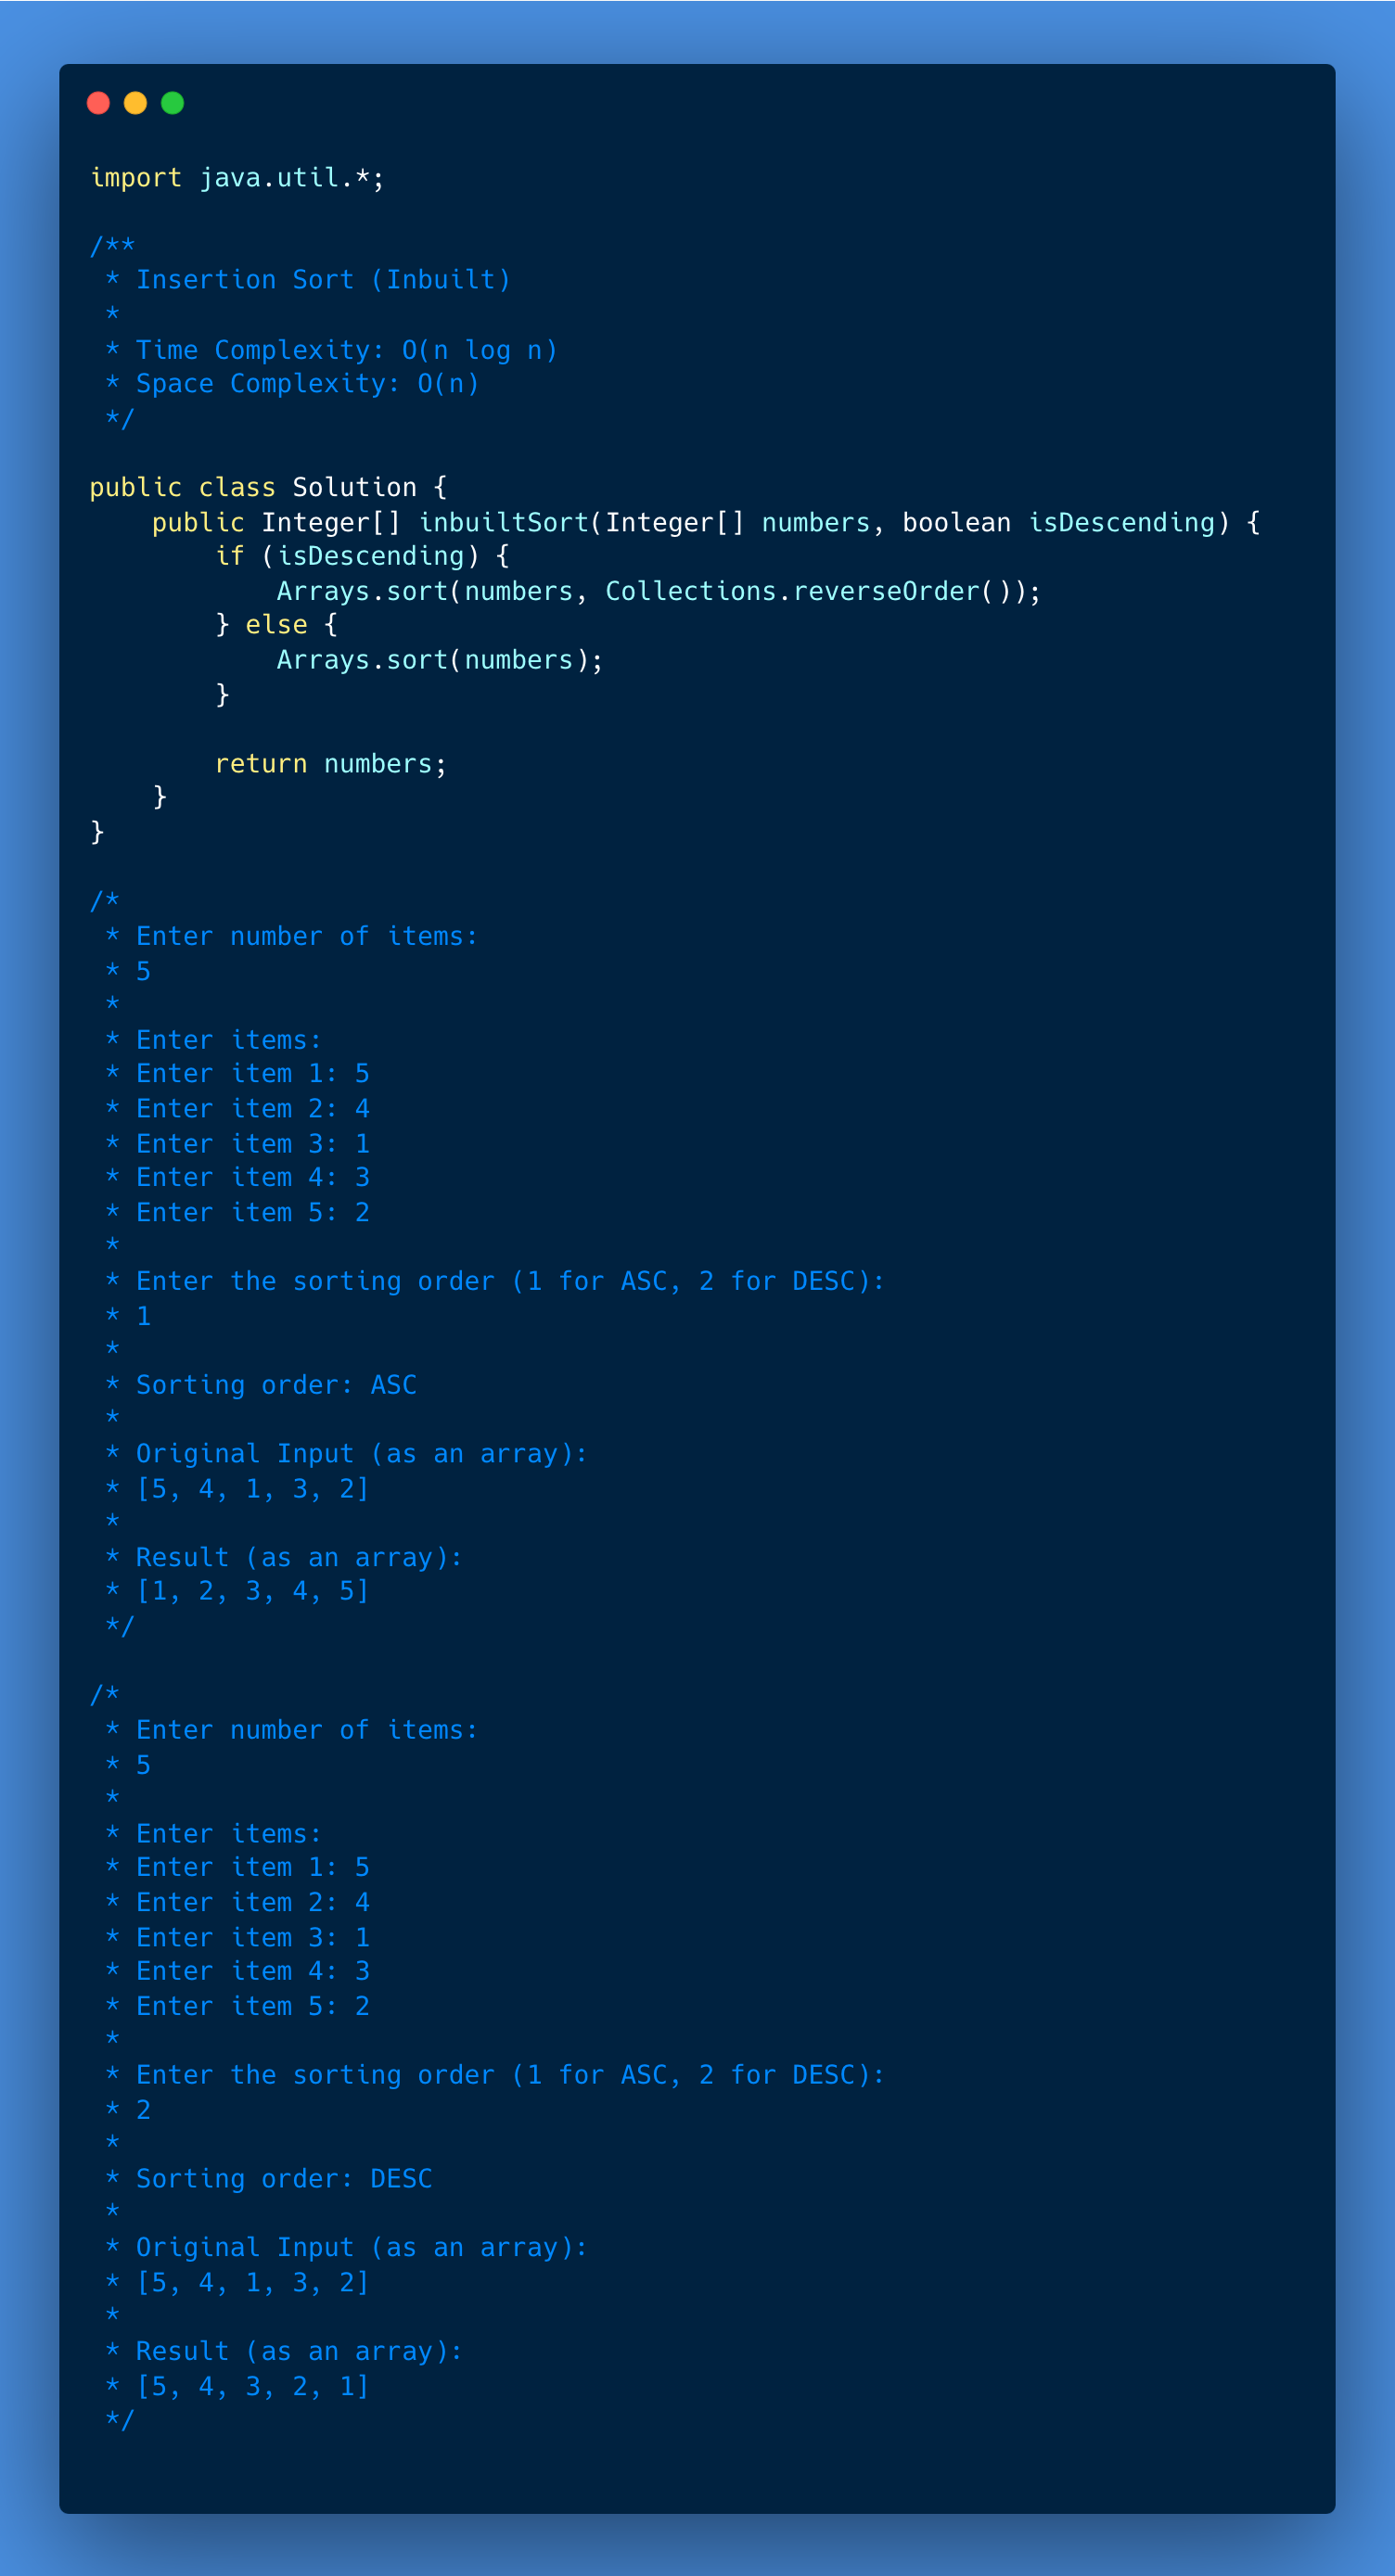 import java.util.*;

/**
 * Insertion Sort (Inbuilt)
 *
 * Time Complexity: O(n log n)
 * Space Complexity: O(n)
 */

public class Solution {
    public Integer[] inbuiltSort(Integer[] numbers, boolean isDescending) {
        if (isDescending) {
            Arrays.sort(numbers, Collections.reverseOrder());
        } else {
            Arrays.sort(numbers);
        }

        return numbers;
    }
}

/*
 * Enter number of items:
 * 5
 *
 * Enter items:
 * Enter item 1: 5
 * Enter item 2: 4
 * Enter item 3: 1
 * Enter item 4: 3
 * Enter item 5: 2
 *
 * Enter the sorting order (1 for ASC, 2 for DESC):
 * 1
 *
 * Sorting order: ASC
 *
 * Original Input (as an array):
 * [5, 4, 1, 3, 2]
 *
 * Result (as an array):
 * [1, 2, 3, 4, 5]
 */

/*
 * Enter number of items:
 * 5
 *
 * Enter items:
 * Enter item 1: 5
 * Enter item 2: 4
 * Enter item 3: 1
 * Enter item 4: 3
 * Enter item 5: 2
 *
 * Enter the sorting order (1 for ASC, 2 for DESC):
 * 2
 *
 * Sorting order: DESC
 *
 * Original Input (as an array):
 * [5, 4, 1, 3, 2]
 *
 * Result (as an array):
 * [5, 4, 3, 2, 1]
 */